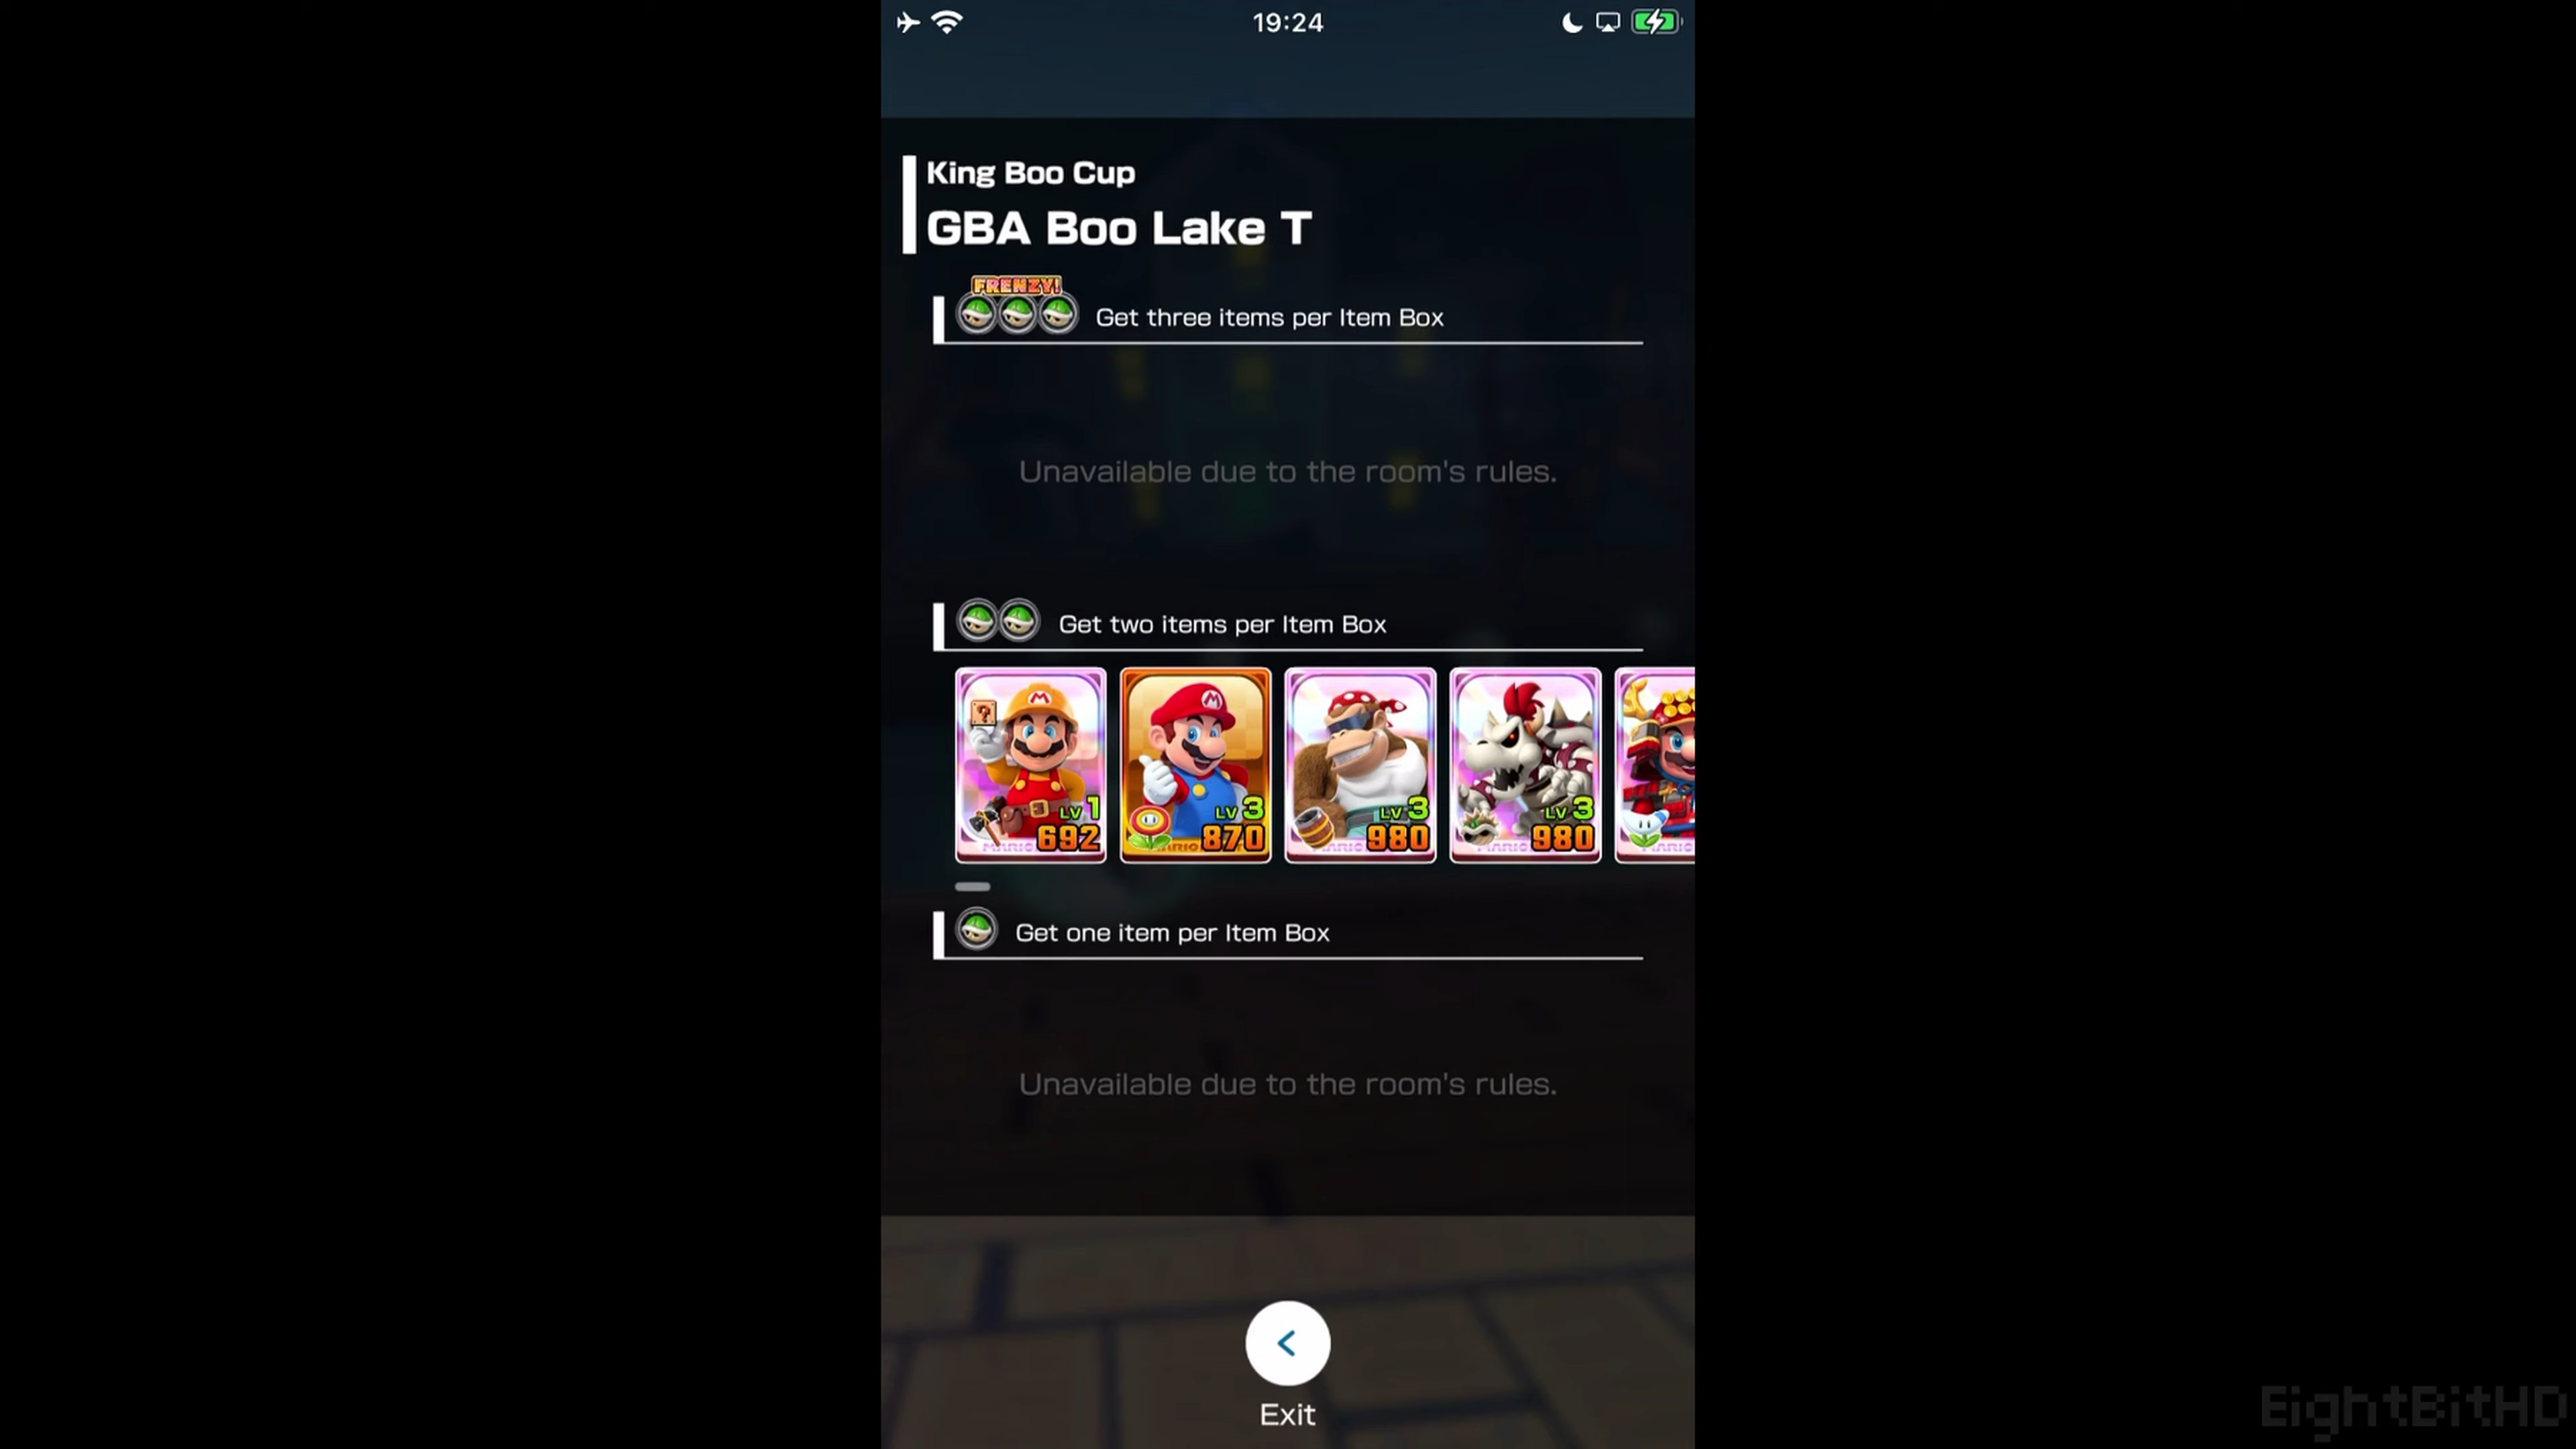 19:24
King Boo Cup
GBA Boo Lake T
FRENZY!
Get three items per Item Box
Unavailable due to the room's rules.
Get two items per Item Box
LV 1 LV 3 LV 3 LV 3
692 870 980 980
Get one item per Item Box
Unavailable due to the room's rules.
<
Exit
EightBitHD